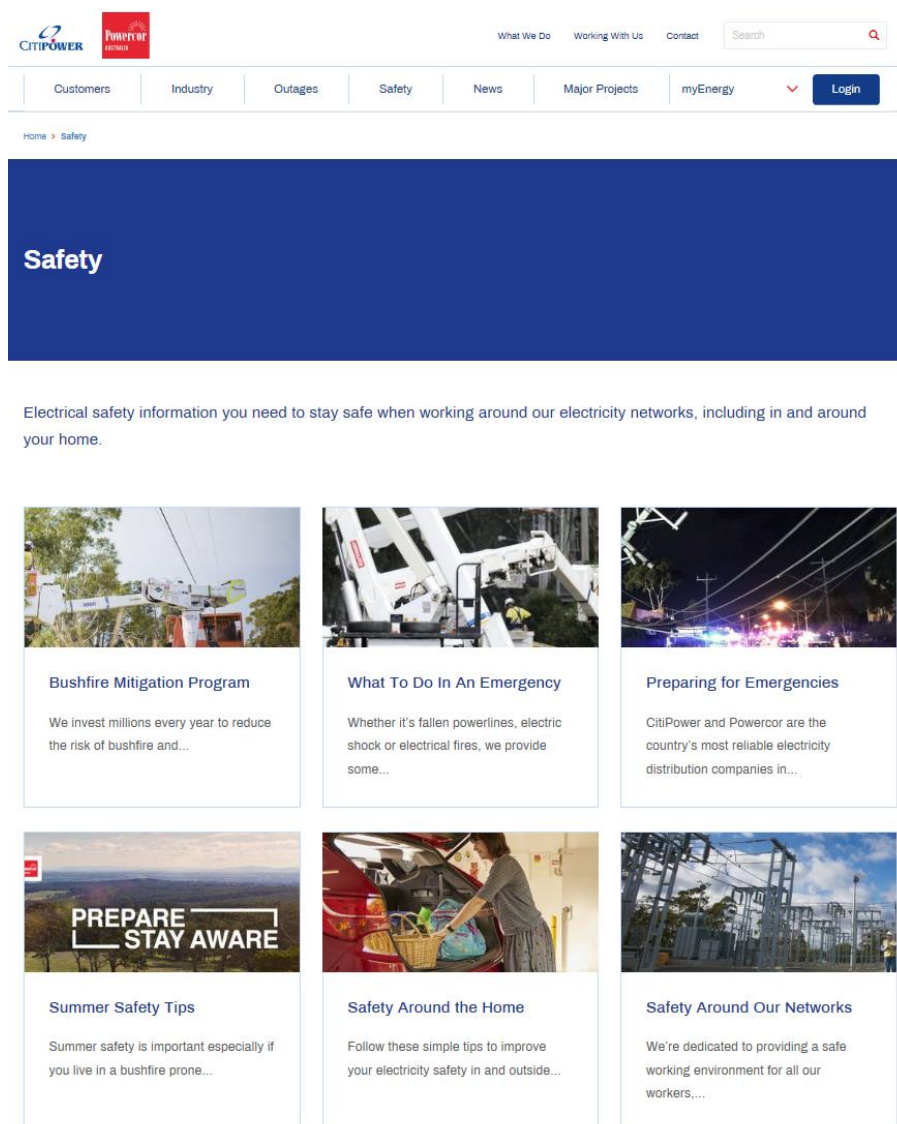 CITIPOWER
Powercor
AUSTRALIA
What We Do
Working With Us
Contact
Search
Customers
Industry
Outages
Safety
News
Major Projects
myEnergy
Login
Home > Safety
Safety
Electrical safety information you need to stay safe when working around our electricity networks, including in and around
your home.
Bushfire Mitigation Program
We invest millions every year to reduce
the risk of bushfire and...
What To Do In An Emergency
Whether it's fallen powerlines, electric
shock or electrical fires, we provide
some...
Preparing for Emergencies
CitiPower and Powercor are the
country's most reliable electricity
distribution companies in...
PREPARE
STAY AWARE
Summer Safety Tips
Summer safety is important especially if
you live in a bushfire prone...
Safety Around the Home
Follow these simple tips to improve
your electricity safety in and outside...
Safety Around Our Networks
We're dedicated to providing a safe
working environment for all our
workers,...